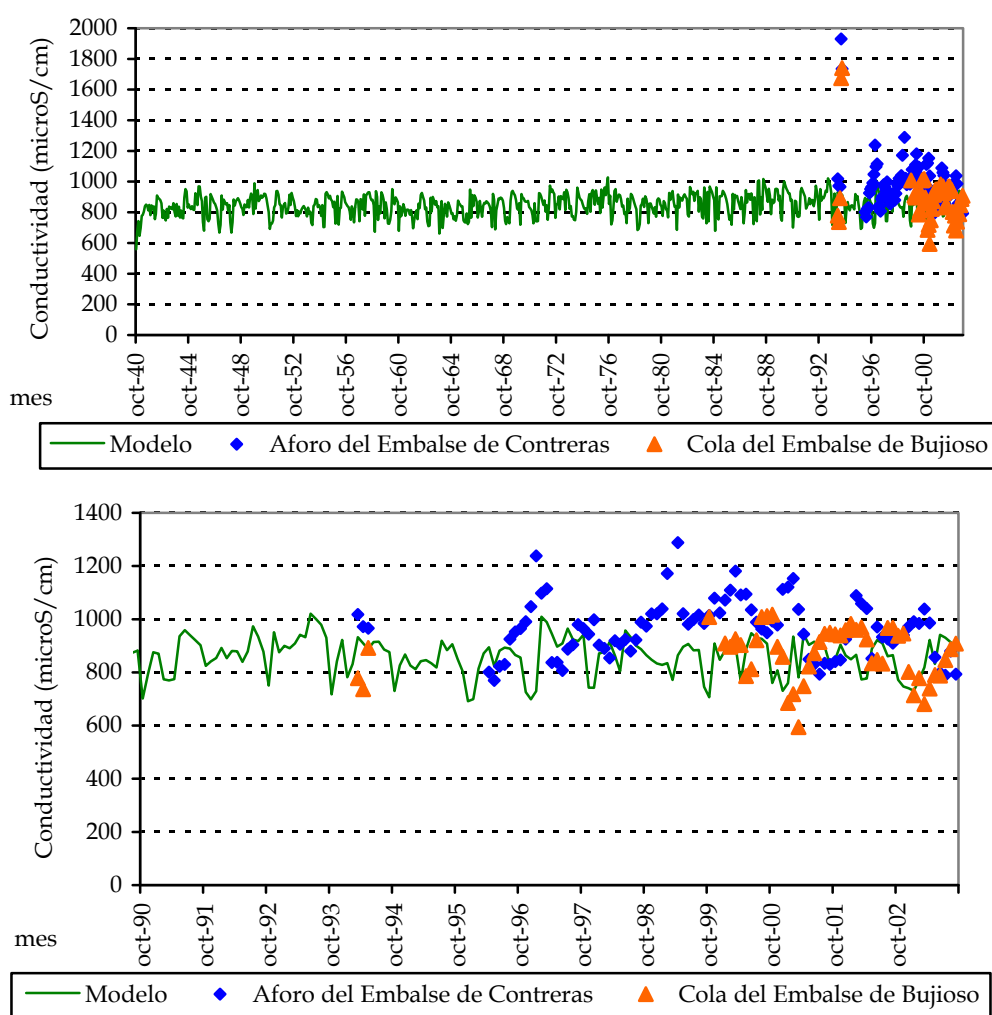 Conductividad (microS/cm)
2000
1800
1600
1400
1200
1000
800
600
400
200
0
oct-40
oct-44
oct-48
oct-52
oct-56
oct-60
oct-64
oct-68
oct-72
oct-76
oct-80
oct-84
oct-88
oct-92
oct-96
oct-00
mes
Modelo Aforo del Embalse de Contreras Cola del Embalse de Bujioso
Conductividad (microS/cm)
1400
1200
1000
800
600
400
200
0
oct-90
oct-91
oct-92
oct-93
oct-94
oct-95
oct-96
oct-97
oct-98
oct-99
oct-00
oct-01
oct-02
mes
Modelo Aforo del Embalse de Contreras Cola del Embalse de Bujioso